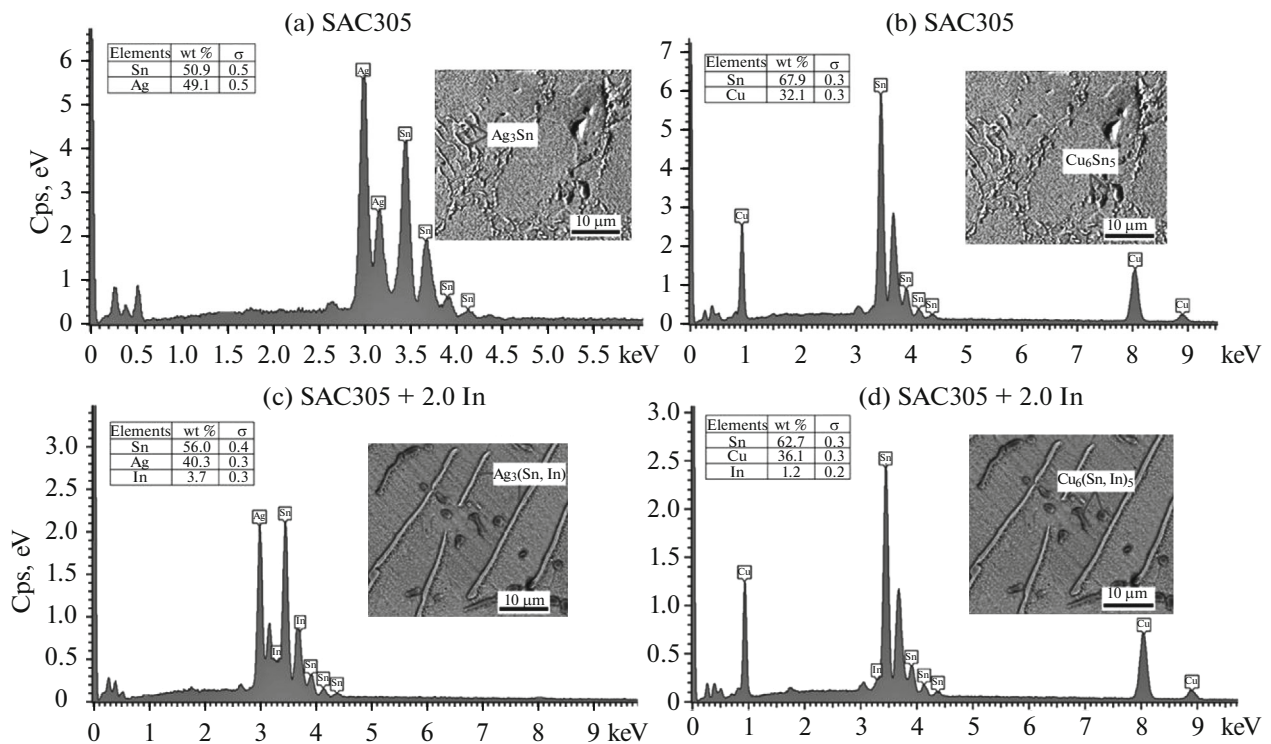 (a) SAC305
Elements wt % σ
Sn 50.9 0.5
Ag 49.1 0.5
Ag
Ag
Sn
Sn
Sn
Sn
Ag₃Sn
10 µm
Cps, eV
6
5
4
3
2
1
0
0 0.5 1.0 1.5 2.0 2.5 3.0 3.5 4.0 4.5 5.0 5.5 keV
(b) SAC305
Elements wt % σ
Sn 67.9 0.3
Cu 32.1 0.3
Cu
Sn
Sn
Sn
Sn
Cu
Cu
Cu₆Sn₅
10 µm
7
6
5
4
3
2
1
0
0 1 2 3 4 5 6 7 8 9 keV
(c) SAC305 + 2.0 In
Elements wt % σ
Sn 56.0 0.4
Ag 40.3 0.3
In 3.7 0.3
Ag
In
Sn
In
Sn
Sn
Sn
Ag₃(Sn, In)
10 µm
Cps, eV
3.0
2.5
2.0
1.5
1.0
0.5
0
0 1 2 3 4 5 6 7 8 9 keV
(d) SAC305 + 2.0 In
Elements wt % σ
Sn 62.7 0.3
Cu 36.1 0.3
In 1.2 0.2
Cu
In
Sn
Sn
Sn
Sn
Cu
Cu
Cu₆(Sn, In)₅
10 µm
3.0
2.5
2.0
1.5
1.0
0.5
0
0 1 2 3 4 5 6 7 8 9 keV